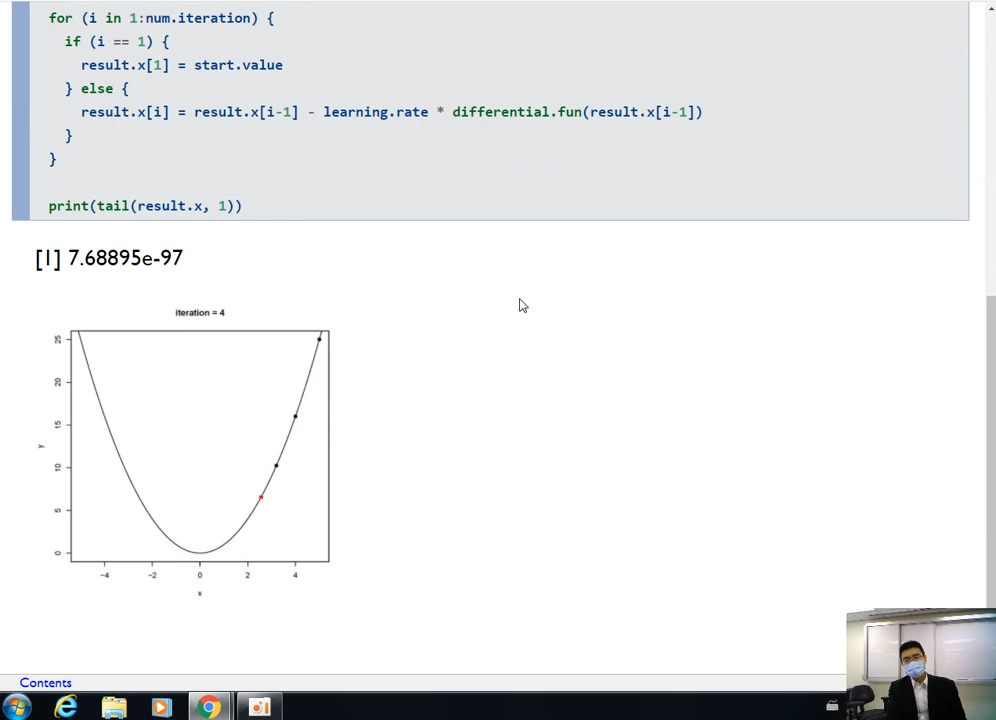 for (i in 1:num.iteration) {
if (i == 1) {
result.x[1] = start.value
} else {
result.x[i] = result.x[i-1] - learning.rate * differential.fun(result.x[i-1])
}
}
print(tail(result.x, 1))
[1] 7.68895e-97
iteration = 4
25
20
15
10
5
0
y
-4 -2 0 2 4
x
Contents